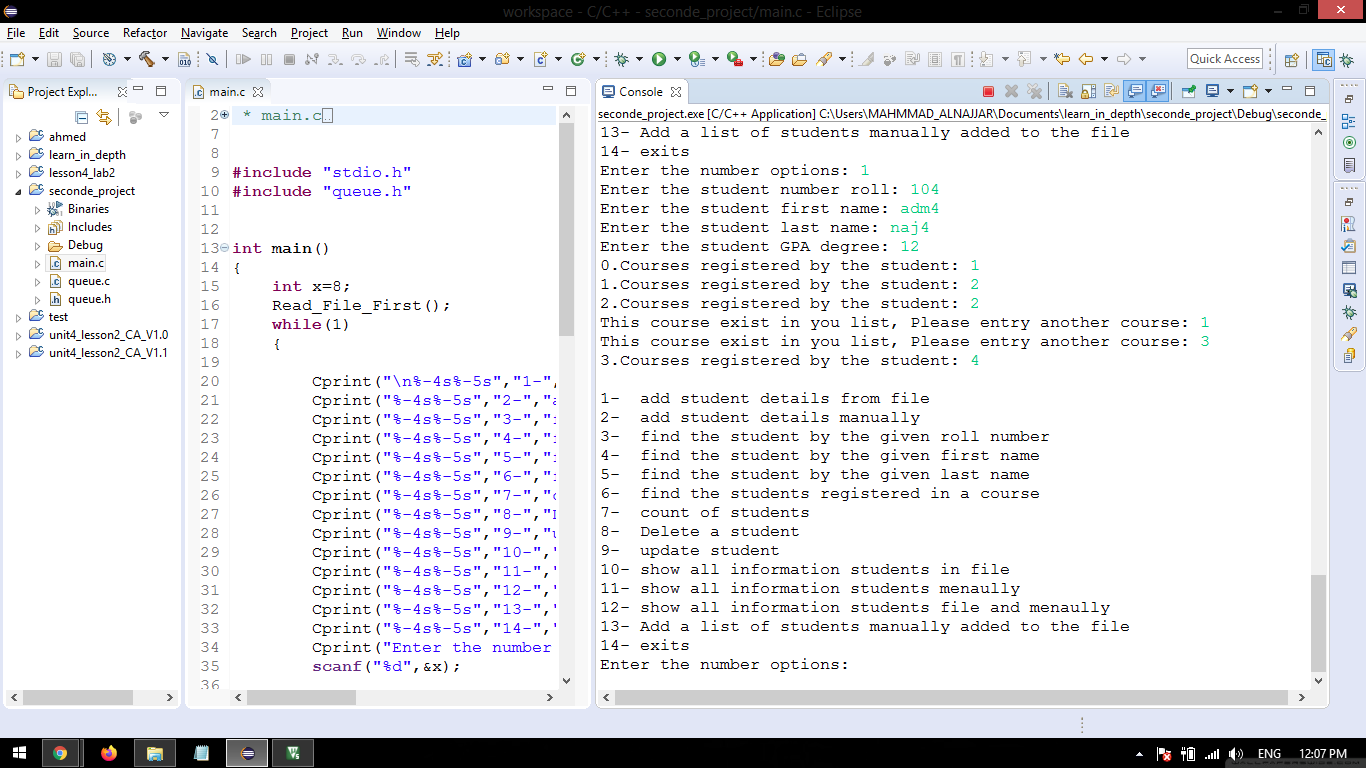 workspace - C/C++ - seconde_project/main.c - Eclipse
File Edit Source Refactor Navigate Search Project Run Window Help
Quick Access
Project Expl...
ahmed
learn_in_depth
lesson4_lab2
seconde_project
Binaries
Includes
Debug
main.c
queue.c
queue.h
test
unit4_lesson2_CA_V1.0
unit4_lesson2_CA_V1.1
main.c
2 * main.c
7
8
9 #include "stdio.h"
10 #include "queue.h"
11
12
13 int main()
14 {
15 int x=8;
16 Read_File_First();
17 while(1)
18 {
19
20 Cprint("\n%-4s%-5s","1-",
21 Cprint("%-4s%-5s","2-","a
22 Cprint("%-4s%-5s","3-","
23 Cprint("%-4s%-5s","4-","
24 Cprint("%-4s%-5s","5-","
25 Cprint("%-4s%-5s","6-","
26 Cprint("%-4s%-5s","7-","c
27 Cprint("%-4s%-5s","8-","
28 Cprint("%-4s%-5s","9-","u
29 Cprint("%-4s%-5s","10-","
30 Cprint("%-4s%-5s","11-","
31 Cprint("%-4s%-5s","12-","
32 Cprint("%-4s%-5s","13-","
33 Cprint("%-4s%-5s","14-","
34 Cprint("Enter the number
35 scanf("%d",&x);
36
Console
seconde_project.exe [C/C++ Application] C:\Users\MAHMMAD_ALNAJJAR\Documents\learn_in_depth\seconde_project\Debug\seconde_
13- Add a list of students manually added to the file
14- exits
Enter the number options: 1
Enter the student number roll: 104
Enter the student first name: adm4
Enter the student last name: naj4
Enter the student GPA degree: 12
0.Courses registered by the student: 1
1.Courses registered by the student: 2
2.Courses registered by the student: 2
This course exist in you list, Please entry another course: 1
This course exist in you list, Please entry another course: 3
3.Courses registered by the student: 4
1- add student details from file
2- add student details manually
3- find the student by the given roll number
4- find the student by the given first name
5- find the student by the given last name
6- find the students registered in a course
7- count of students
8- Delete a student
9- update student
10- show all information students in file
11- show all information students menaully
12- show all information students file and menaully
13- Add a list of students manually added to the file
14- exits
Enter the number options:
ENG 12:07 PM